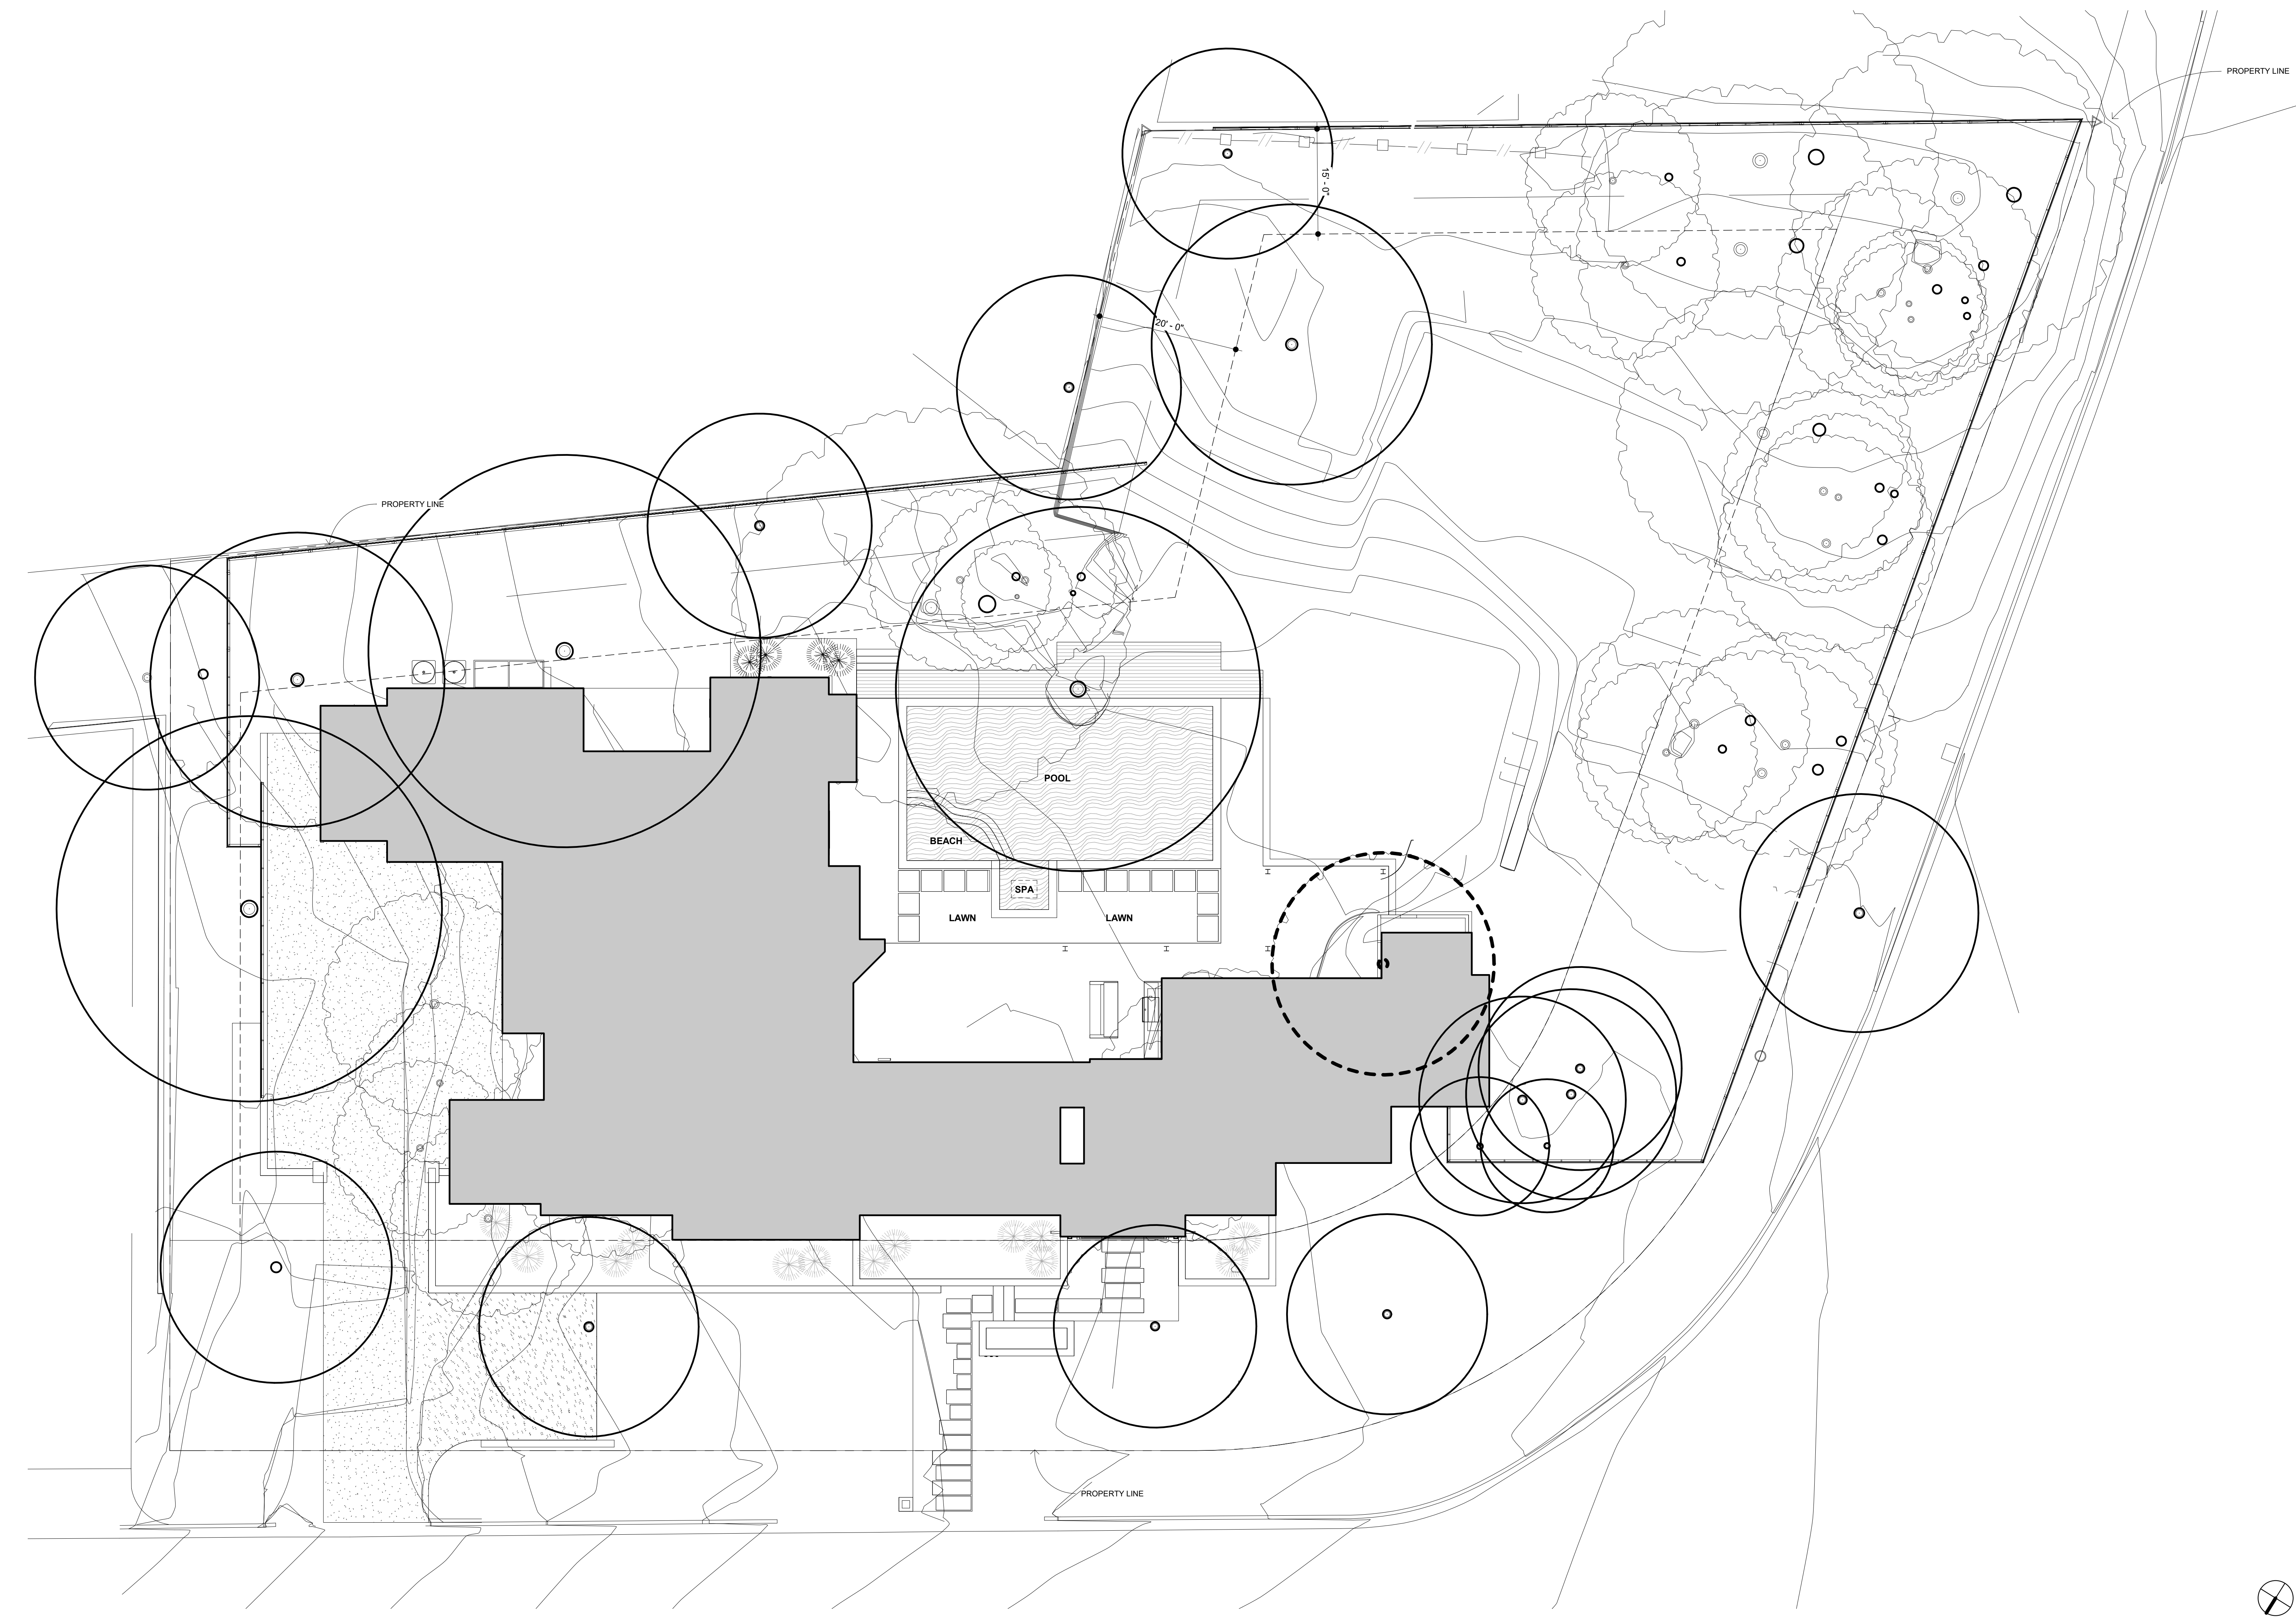 PROPERTY LINE
15' - 0"
20' - 0"
PROPERTY LINE
POOL
BEACH
SPA
LAWN
LAWN
PROPERTY LINE